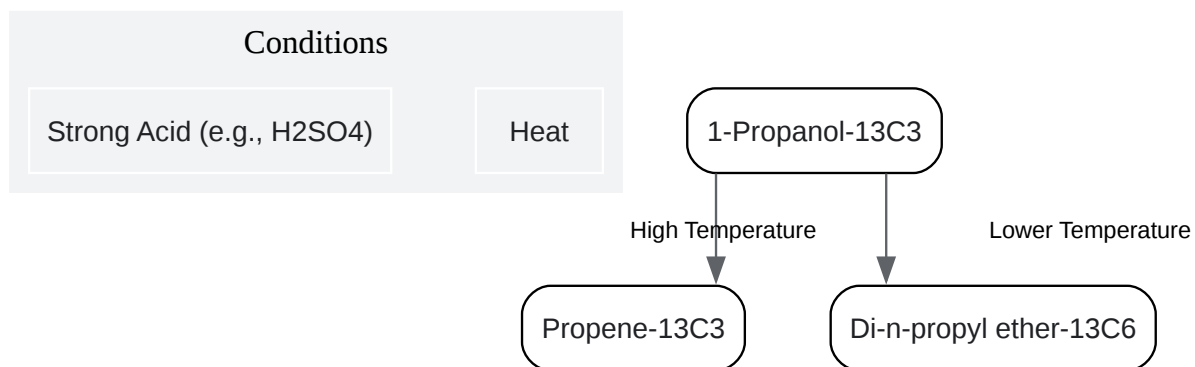 Conditions
Strong Acid (e.g., H2SO4)
Heat
1-Propanol-13C3
High Temperature
Lower Temperature
Propene-13C3
Di-n-propyl ether-13C6